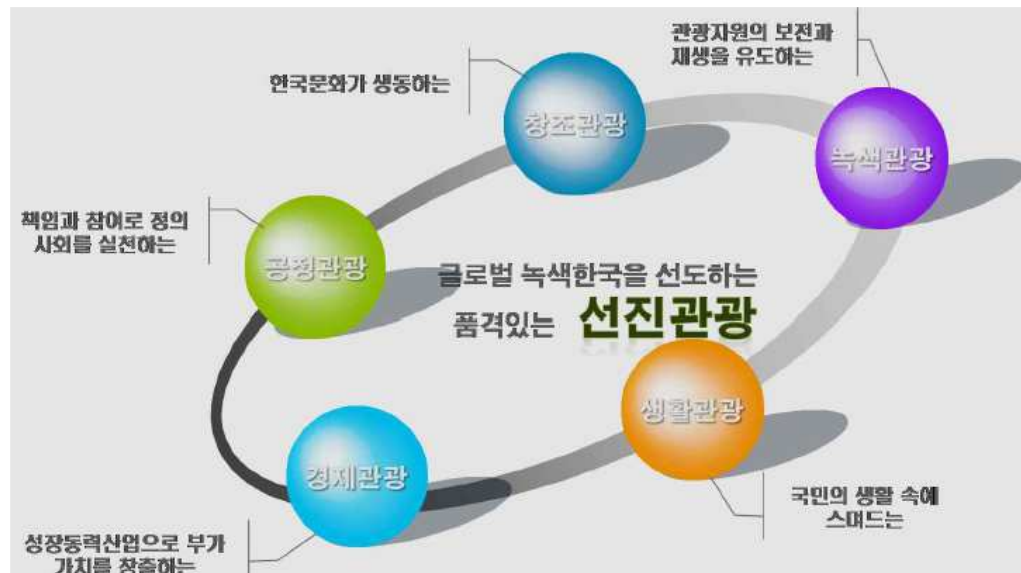 관광자원의 보전과
재생을 유도하는
한국문화가 생동하는
창조관광
녹색관광
책임과 참여로 정의
사회를 실천하는
공정관광
글로벌 녹색한국을 선도하는
품격있는 선진관광
생활관광
경제관광
국민의 생활 속에
스며드는
성장동력산업으로 부가
가치를 창출하는